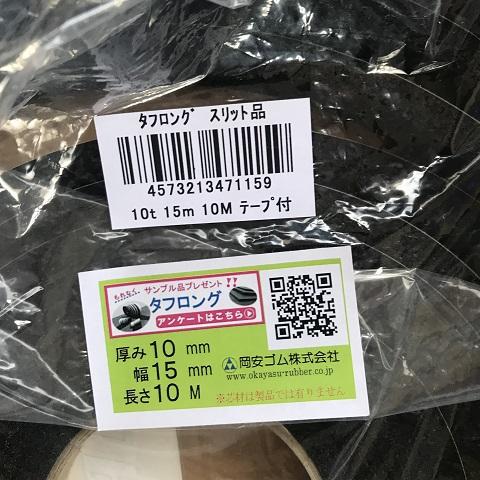 ﾀﾌﾛﾝｸﾞ ｽﾘｯﾄ品
4573213471159
10t 15m 10M ﾃｰﾌﾟ付
もれなく
サンプル品プレゼント!!
タフロング
アンケートはこちら
厚み10 mm
幅15 mm
長さ10 M
岡安ゴム株式会社
www.okayasu-rubber.co.jp
※芯材は製品では有りません